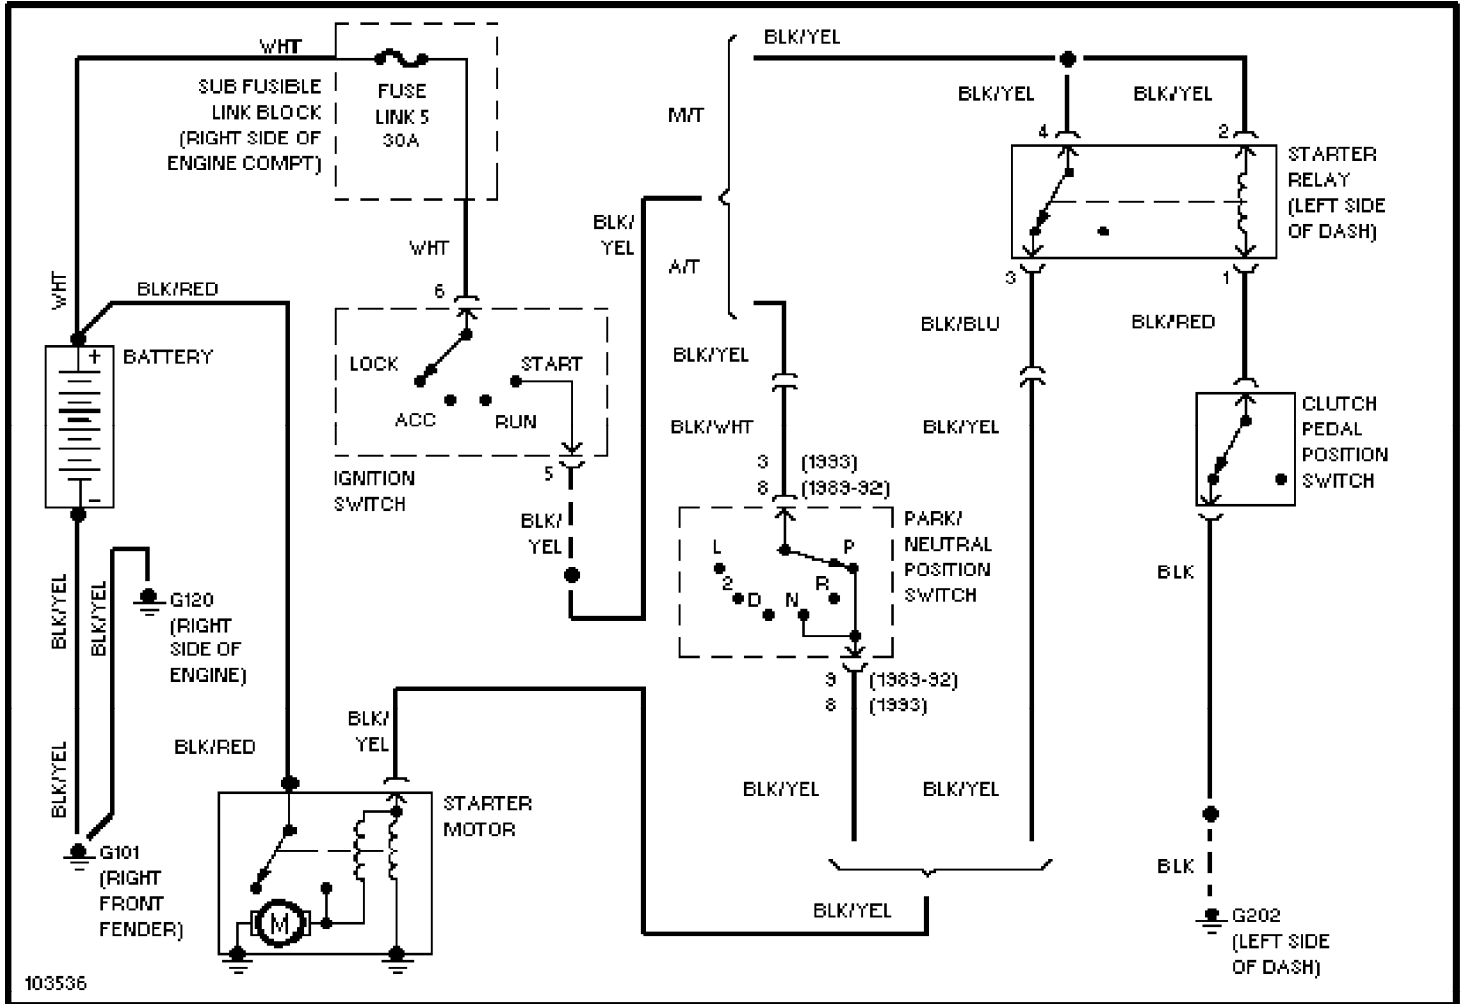 WHT
SUB FUSIBLE
LINK BLOCK
(RIGHT SIDE OF
ENGINE COMPT)
FUSE
LINK 5
30A
WHT
WHT
BLK/RED
BATTERY
+
-
6
LOCK
START
ACC
RUN
IGNITION
SWITCH
5
BLK/
YEL
BLK/
YEL
M/T
A/T
BLK/YEL
BLK/YEL
BLK/YEL
4
2
STARTER
RELAY
(LEFT SIDE
OF DASH)
3
1
BLK/BLU
BLK/RED
BLK/YEL
BLK/WHT
BLK/YEL
CLUTCH
PEDAL
POSITION
SWITCH
3 (1993)
8 (1989-92)
PARK/
NEUTRAL
POSITION
SWITCH
L
2
D
N
R
P
9 (1989-92)
8 (1993)
BLK
BLK/YEL
BLK/YEL
G120
(RIGHT
SIDE OF
ENGINE)
BLK/YEL
BLK/RED
BLK/
YEL
STARTER
MOTOR
M
BLK/YEL
BLK/YEL
BLK/YEL
G101
(RIGHT
FRONT
FENDER)
BLK
G202
(LEFT SIDE
OF DASH)
103536